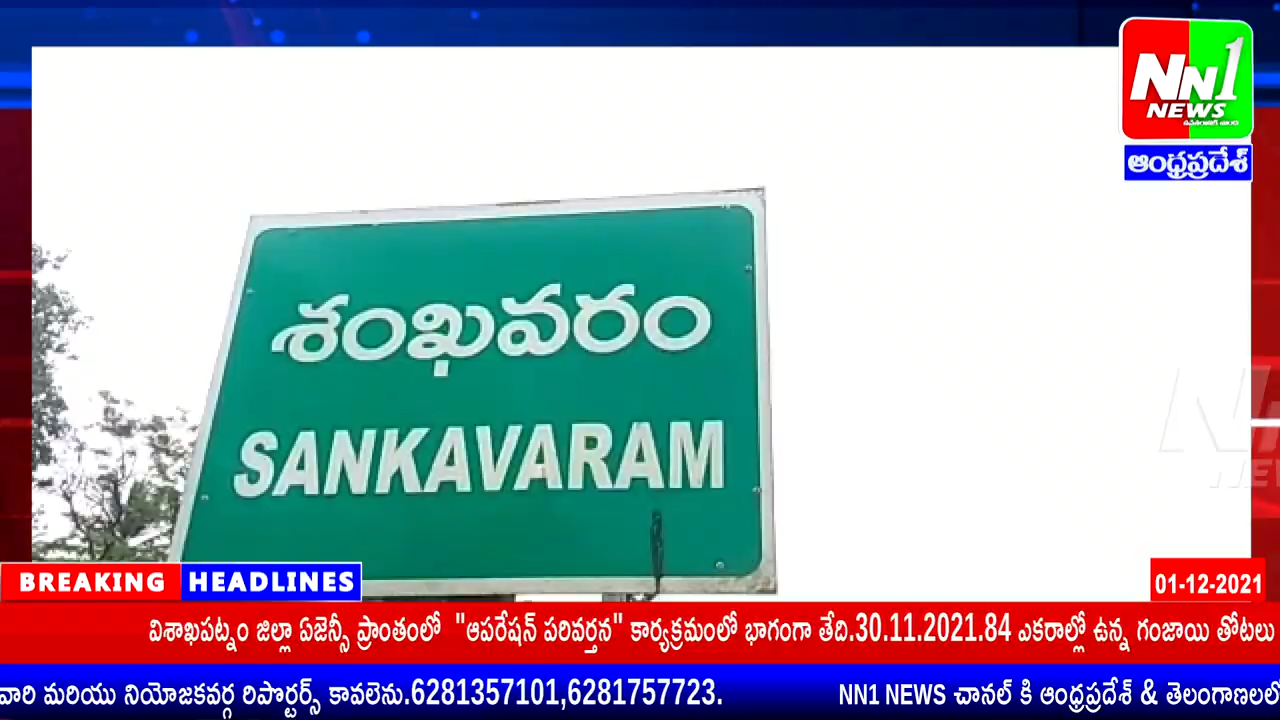 NN1
NEWS
ఆంధ్రప్రదేశ్
శంఖవరం
SANKAVARAM
BREAKING HEADLINES
01-12-2021
విశాఖపట్నం జిల్లా ఏజెన్సీ ప్రాంతంలో "ఆపరేషన్ పరివర్తన" కార్యక్రమంలో భాగంగా తేది.30.11.2021.84 ఎకరాల్లో ఉన్న గంజాయి తోటలు
వారి మరియు నియోజకవర్గ రిపొర్టర్స్ కావలెను.6281357101,6281757723. NN1 NEWS చానల్ కి ఆంధ్రప్రదేశ్ & తెలంగాణలలో